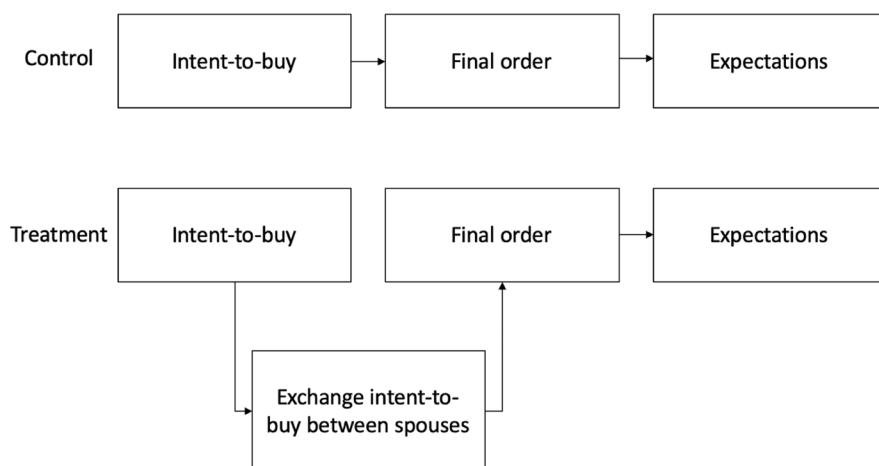 Control
Intent-to-buy
Final order
Expectations
Treatment
Intent-to-buy
Final order
Expectations
Exchange intent-to-
buy between spouses